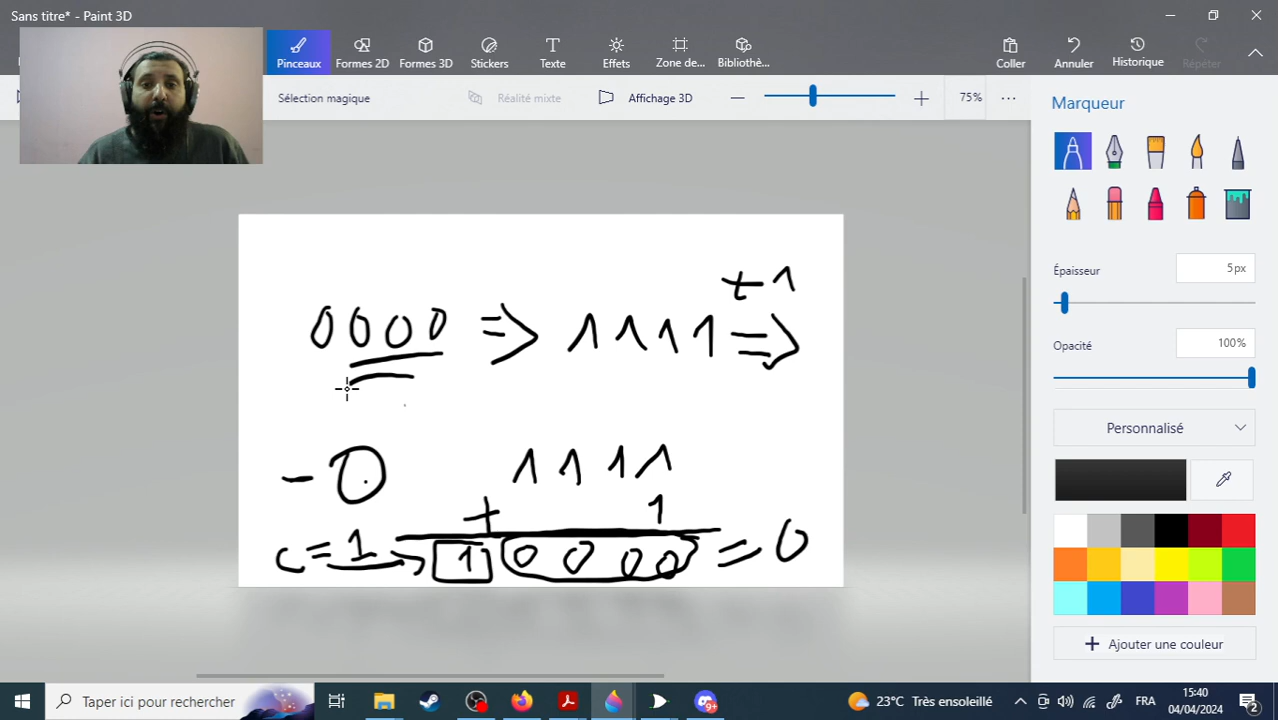 Sans titre* - Paint 3D
Pinceaux Formes 2D Formes 3D Stickers Texte Effets Zone de... Bibliothè... Coller Annuler Historique Répéter
Sélection magique Réalité mixte Affichage 3D 75%
Marqueur
Épaisseur 5px
Opacité 100%
Personnalisé
Ajouter une couleur
+1
0000 => 1111 =>
-0 1111
+ 1
c=1 1 0000 = 0
Taper ici pour rechercher 9+ 23°C Très ensoleillé FRA 15:40
04/04/2024 2